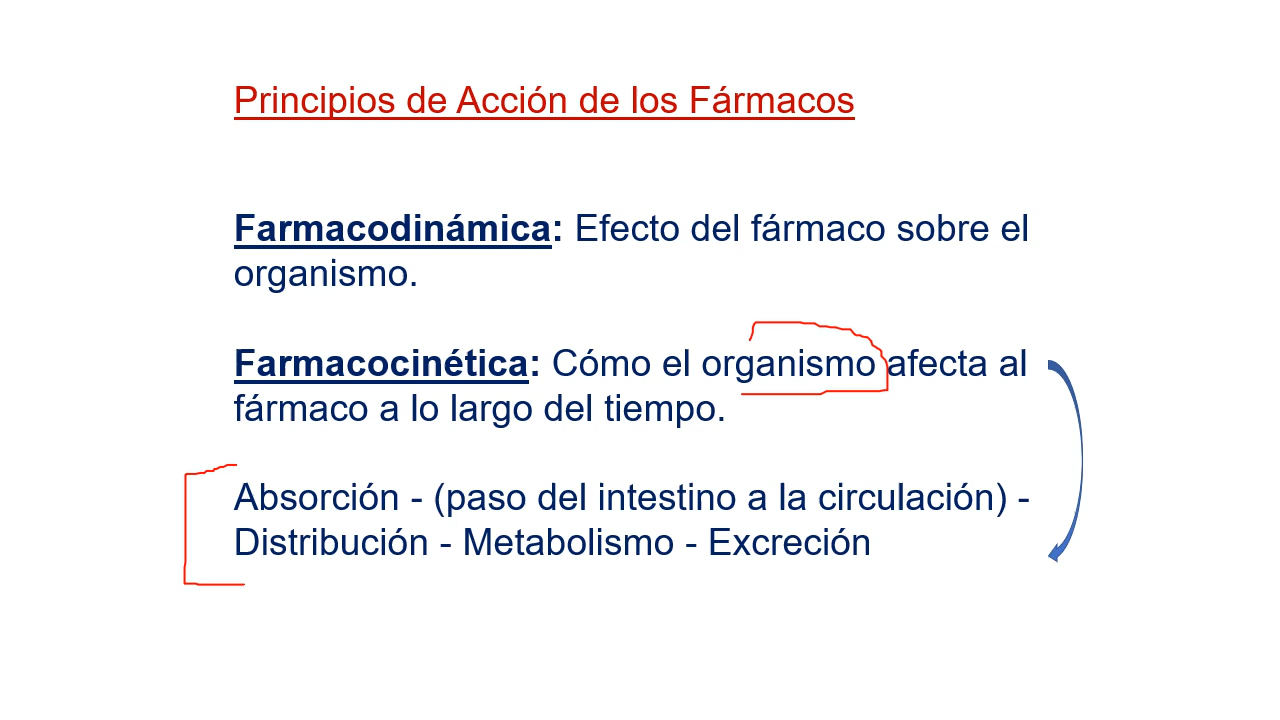 Principios de Acción de los Fármacos
Farmacodinámica: Efecto del fármaco sobre el
organismo.
Farmacocinética: Cómo el organismo afecta al
fármaco a lo largo del tiempo.
Absorción - (paso del intestino a la circulación) -
Distribución - Metabolismo - Excreción